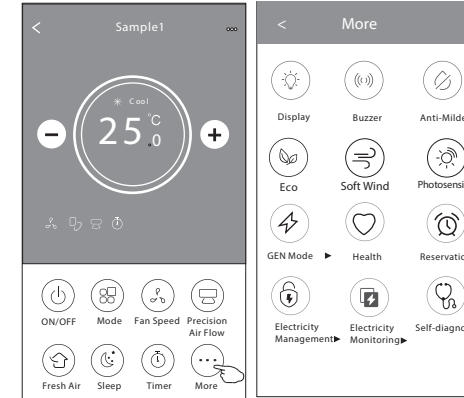 Sample1
Cool
25.0 °C
ON/OFF Mode Fan Speed Precision
Air Flow
Fresh Air Sleep Timer More
< More
Display Buzzer Anti-Milde
Eco Soft Wind Photosensi
GEN Mode ▶ Health Reservatio
Electricity
Management▶
Electricity
Monitoring▶
Self-diagno